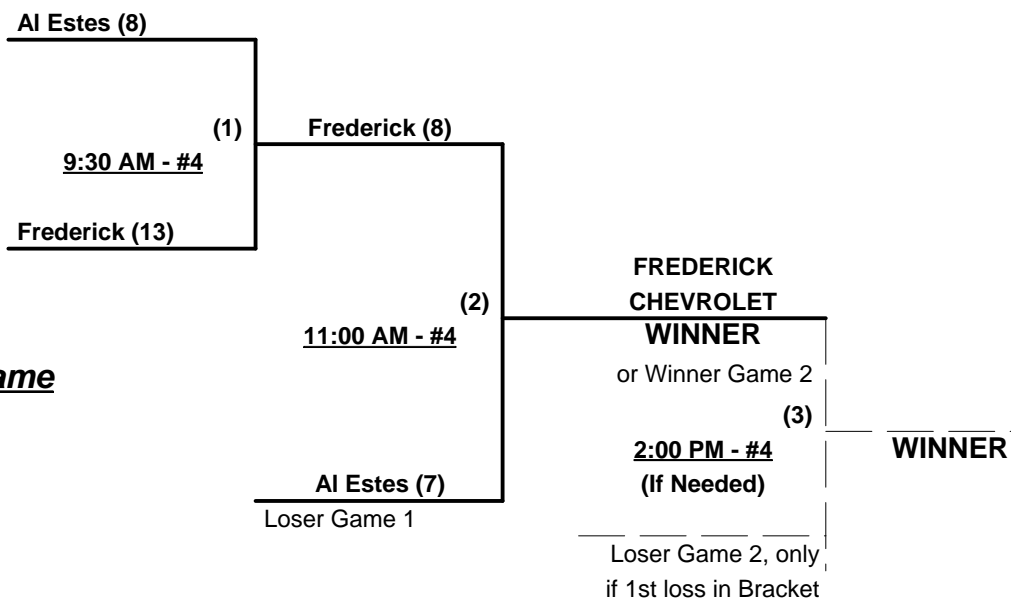 Al Estes (8)
(1)
Frederick (8)
9:30 AM - #4
Frederick (13)
FREDERICK
CHEVROLET
(2)
WINNER
11:00 AM - #4
or Winner Game 2
ame
(3)
2:00 PM - #4
WINNER
Al Estes (7)
(If Needed)
Loser Game 1
Loser Game 2, only
if 1st loss in Bracket